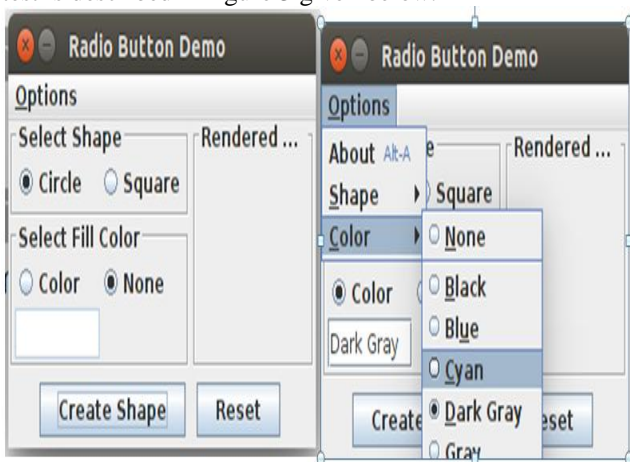 Radio Button Demo
Options
Select Shape
Rendered ...
Circle
Square
Select Fill Color
Color
None
Create Shape
Reset
Radio Button Demo
Options
About Alt-A
Shape
Color
Rendered ...
Square
None
Black
Blue
Cyan
Dark Gray
Gray
Color
Dark Gray
Create
eset